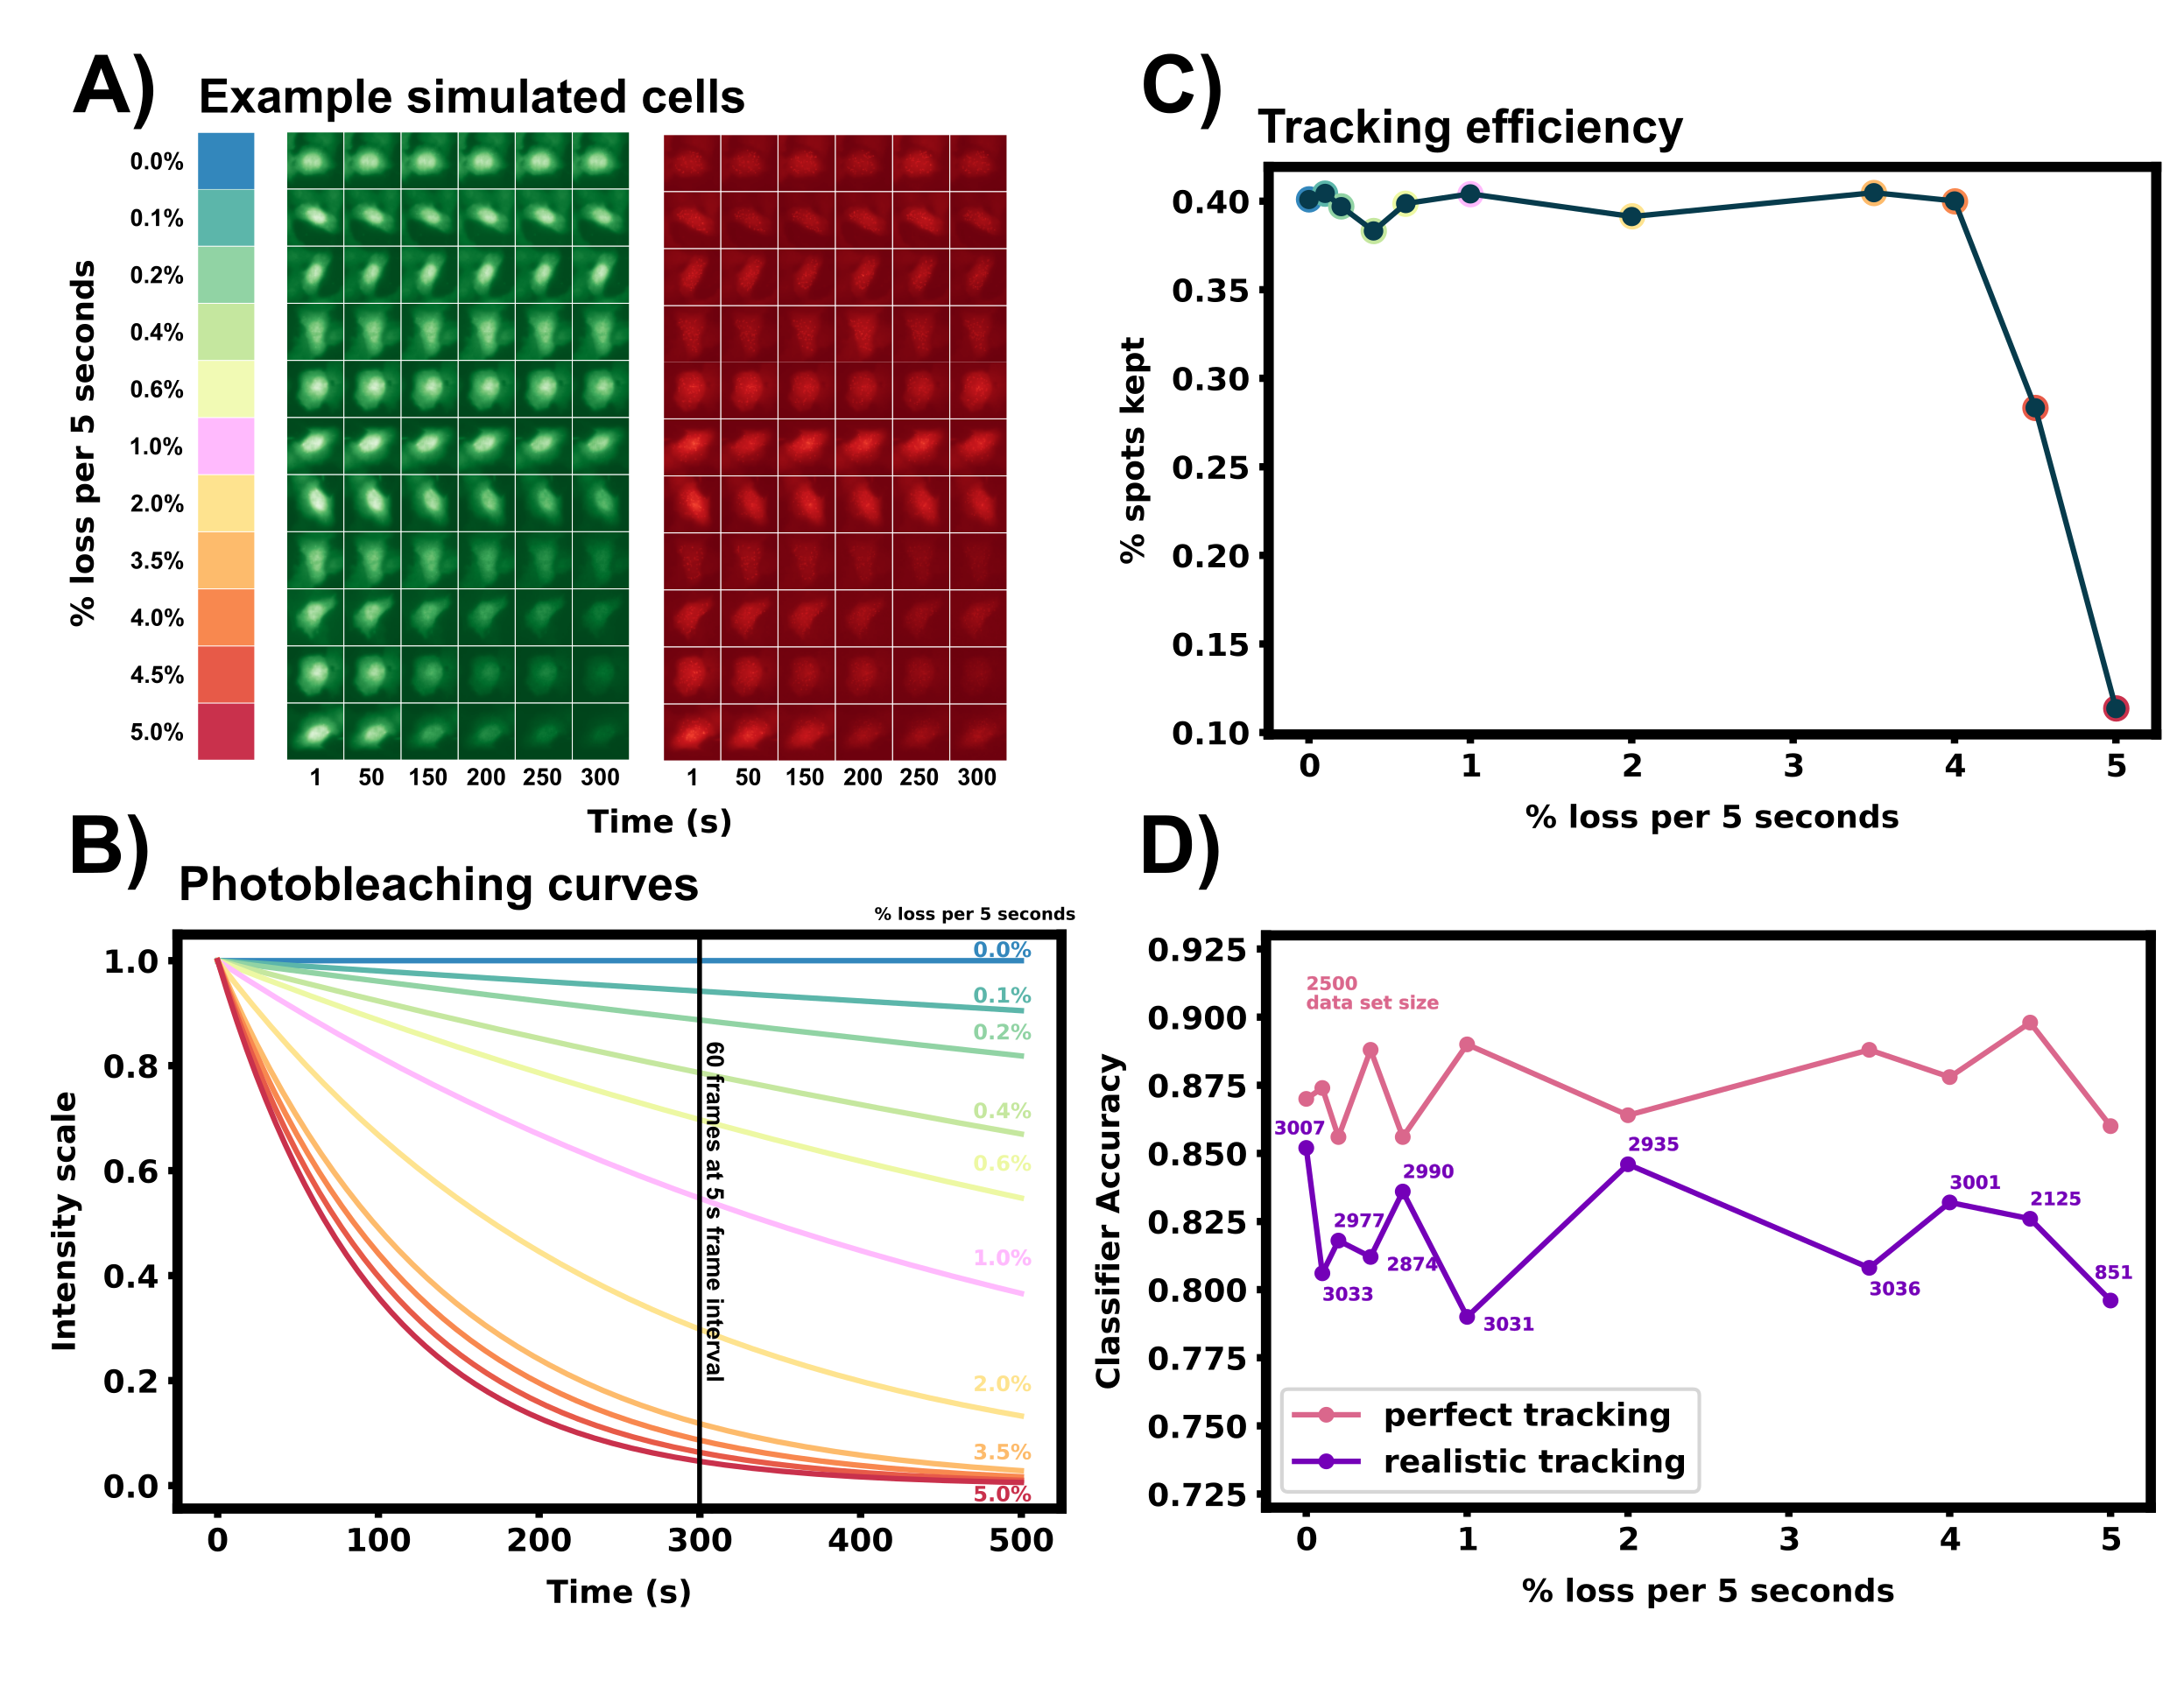 A)
Example simulated cells
% loss per 5 seconds
0.0%
0.1%
0.2%
0.4%
0.6%
1.0%
2.0%
3.5%
4.0%
4.5%
5.0%
1 50 150 200 250 300
1 50 150 200 250 300
Time (s)
B)
Photobleaching curves
% loss per 5 seconds
Intensity scale
1.0
0.8
0.6
0.4
0.2
0.0
0.0%
0.1%
0.2%
0.4%
0.6%
1.0%
2.0%
3.5%
5.0%
60 frames at 5 s frame interval
0 100 200 300 400 500
Time (s)
C)
Tracking efficiency
% spots kept
0.40
0.35
0.30
0.25
0.20
0.15
0.10
0 1 2 3 4 5
% loss per 5 seconds
D)
Classifier Accuracy
0.925
0.900
0.875
0.850
0.825
0.800
0.775
0.750
0.725
2500
data set size
3007
3033
2977
2874
2990
3031
2935
3036
3001
2125
851
perfect tracking
realistic tracking
0 1 2 3 4 5
% loss per 5 seconds